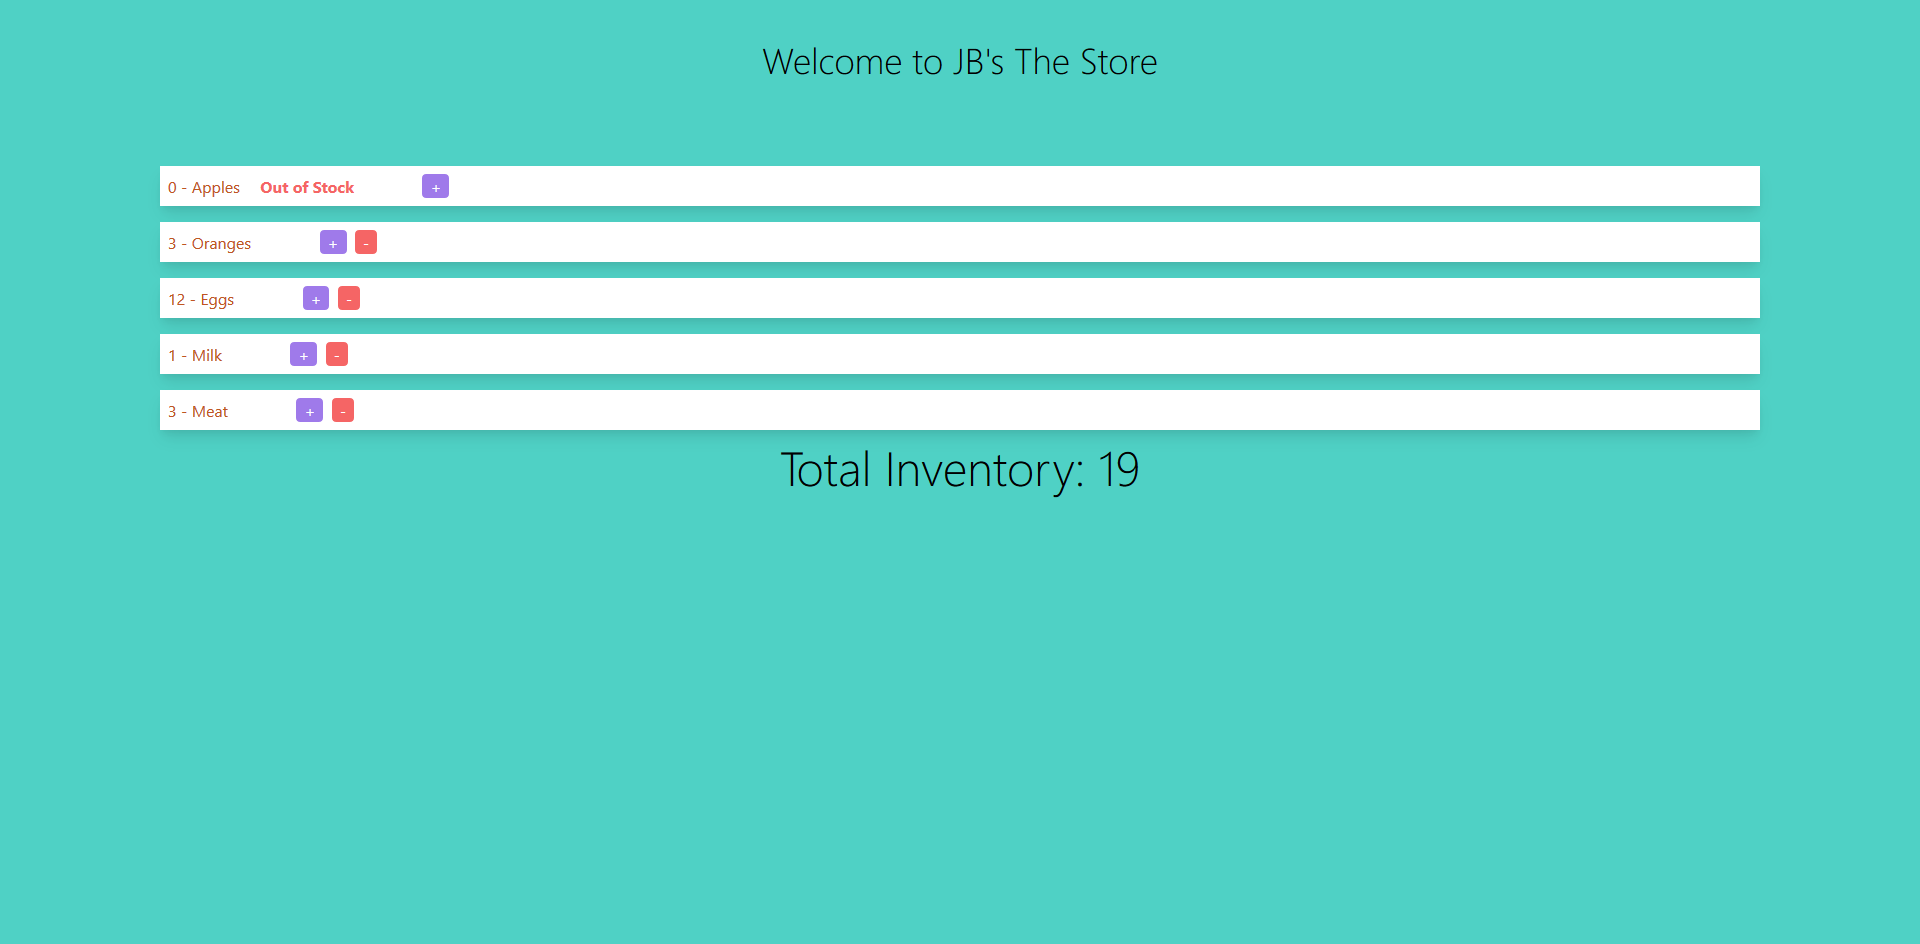 Welcome to JB's The Store
0 - Apples Out of Stock +
3 - Oranges + -
12 - Eggs + -
1 - Milk + -
3 - Meat + -
Total Inventory: 19